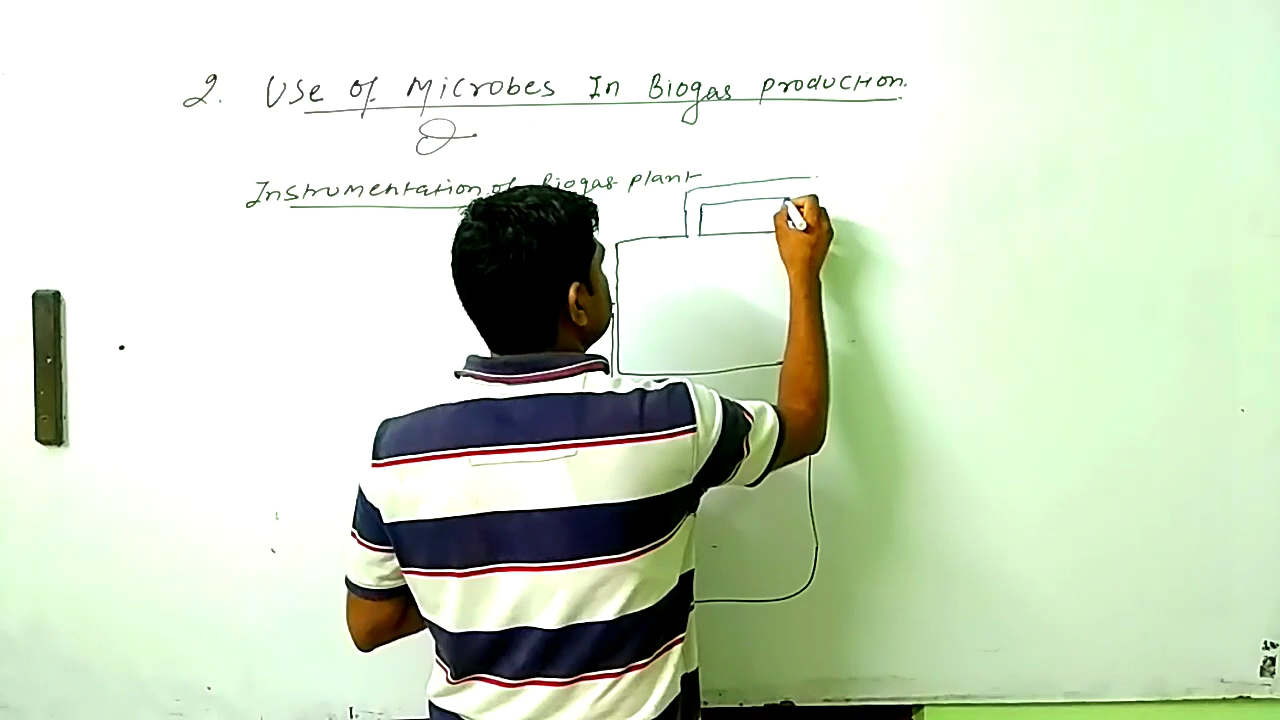 2. Use of Microbes In Biogas production.
Instrumentation of Biogas plant